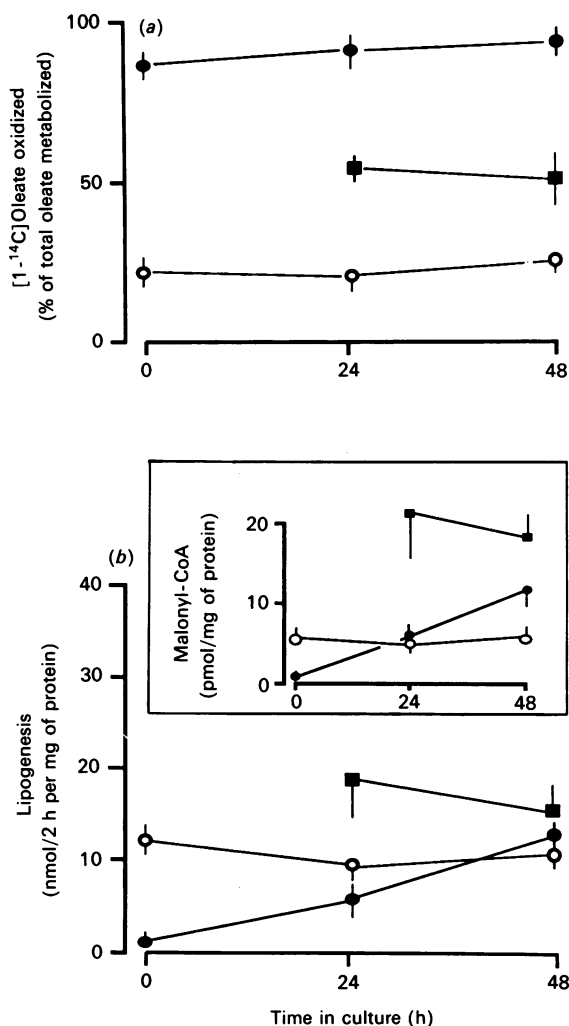 (a)
100
50
0
[1-¹⁴C]Oleate oxidized
(% of total oleate metabolized)
0
24
48
(b)
20
10
0
Malonyl-CoA
(pmol/mg of protein)
0
24
48
40
30
20
10
0
Lipogenesis
(nmol/2 h per mg of protein)
0
24
48
Time in culture (h)